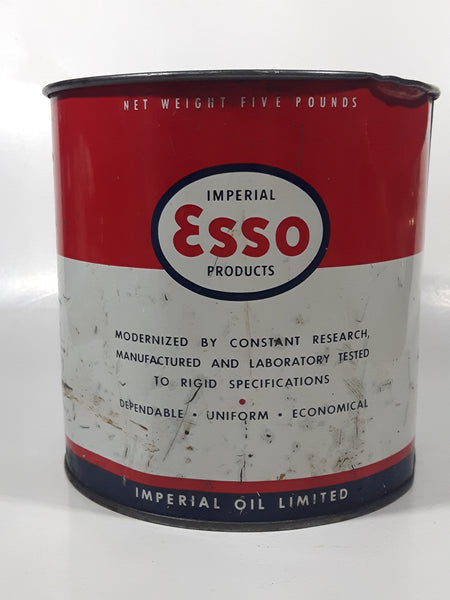 NET WEIGHT FIVE POUNDS
IMPERIAL
Esso
PRODUCTS
MODERNIZED BY CONSTANT RESEARCH,
MANUFACTURED AND LABORATORY TESTED
TO RIGID SPECIFICATIONS
•
DEPENDABLE • UNIFORM • ECONOMICAL
IMPERIAL OIL LIMITED